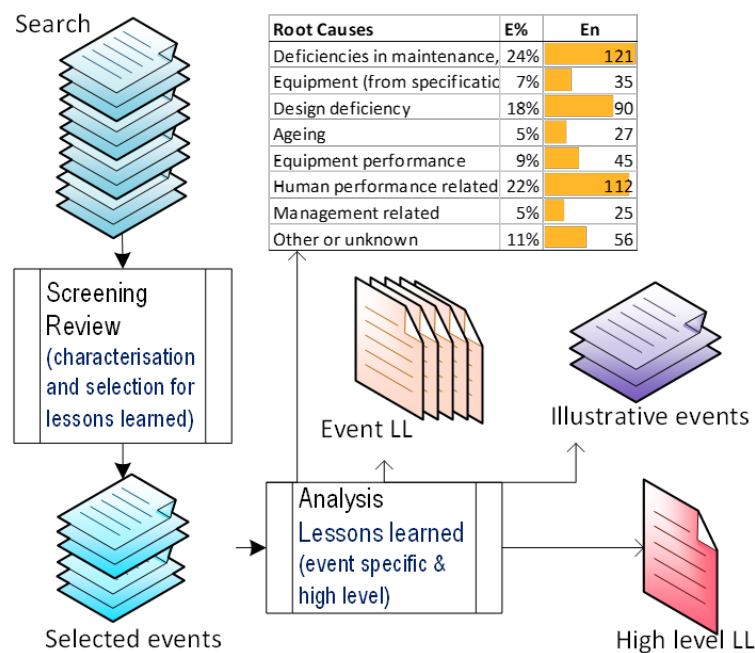 Search
Root Causes E% En
Deficiencies in maintenance, 24% 121
Equipment (from specificatio 7% 35
Design deficiency 18% 90
Ageing 5% 27
Equipment performance 9% 45
Human performance related 22% 112
Management related 5% 25
Other or unknown 11% 56
Screening
Review
(characterisation
and selection for
lessons learned)
Event LL
Illustrative events
Analysis
Lessons learned
(event specific &
high level)
Selected events
High level LL